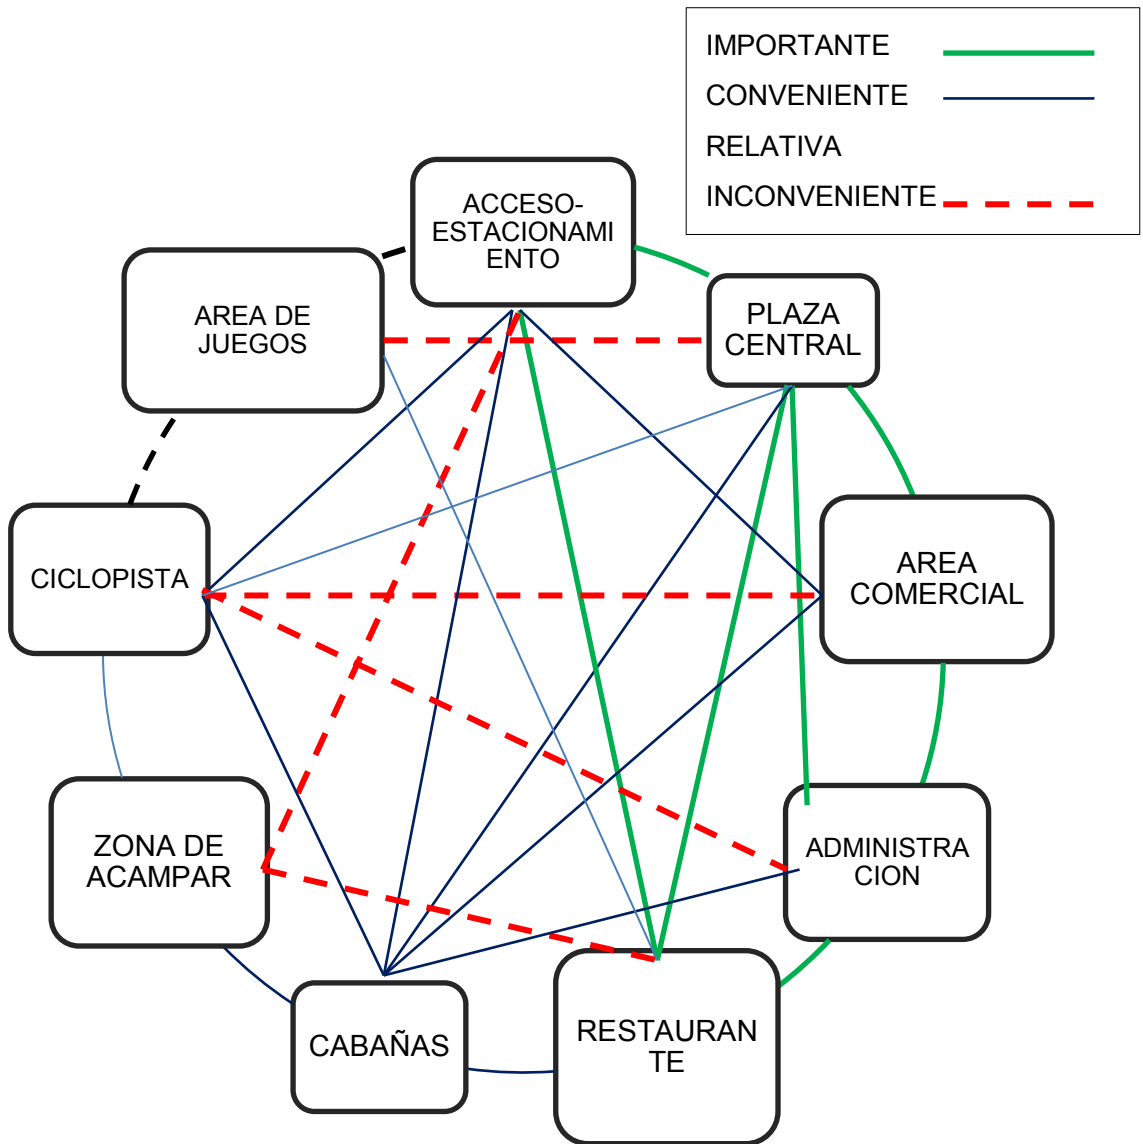 IMPORTANTE
CONVENIENTE
RELATIVA
INCONVENIENTE
ACCESO-
ESTACIONAMI
ENTO
AREA DE
JUEGOS
PLAZA
CENTRAL
CICLOPISTA
AREA
COMERCIAL
ZONA DE
ACAMPAR
ADMINISTRA
CION
CABAÑAS
RESTAURAN
TE